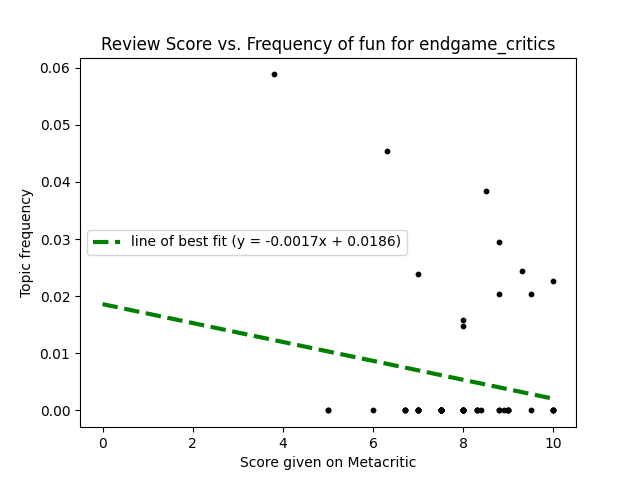 Review Score vs. Frequency of fun for endgame_critics
0.06
0.05
0.04
0.03
0.02
0.01
0.00
Topic frequency
line of best fit (y = -0.0017x + 0.0186)
0 2 4 6 8 10
Score given on Metacritic